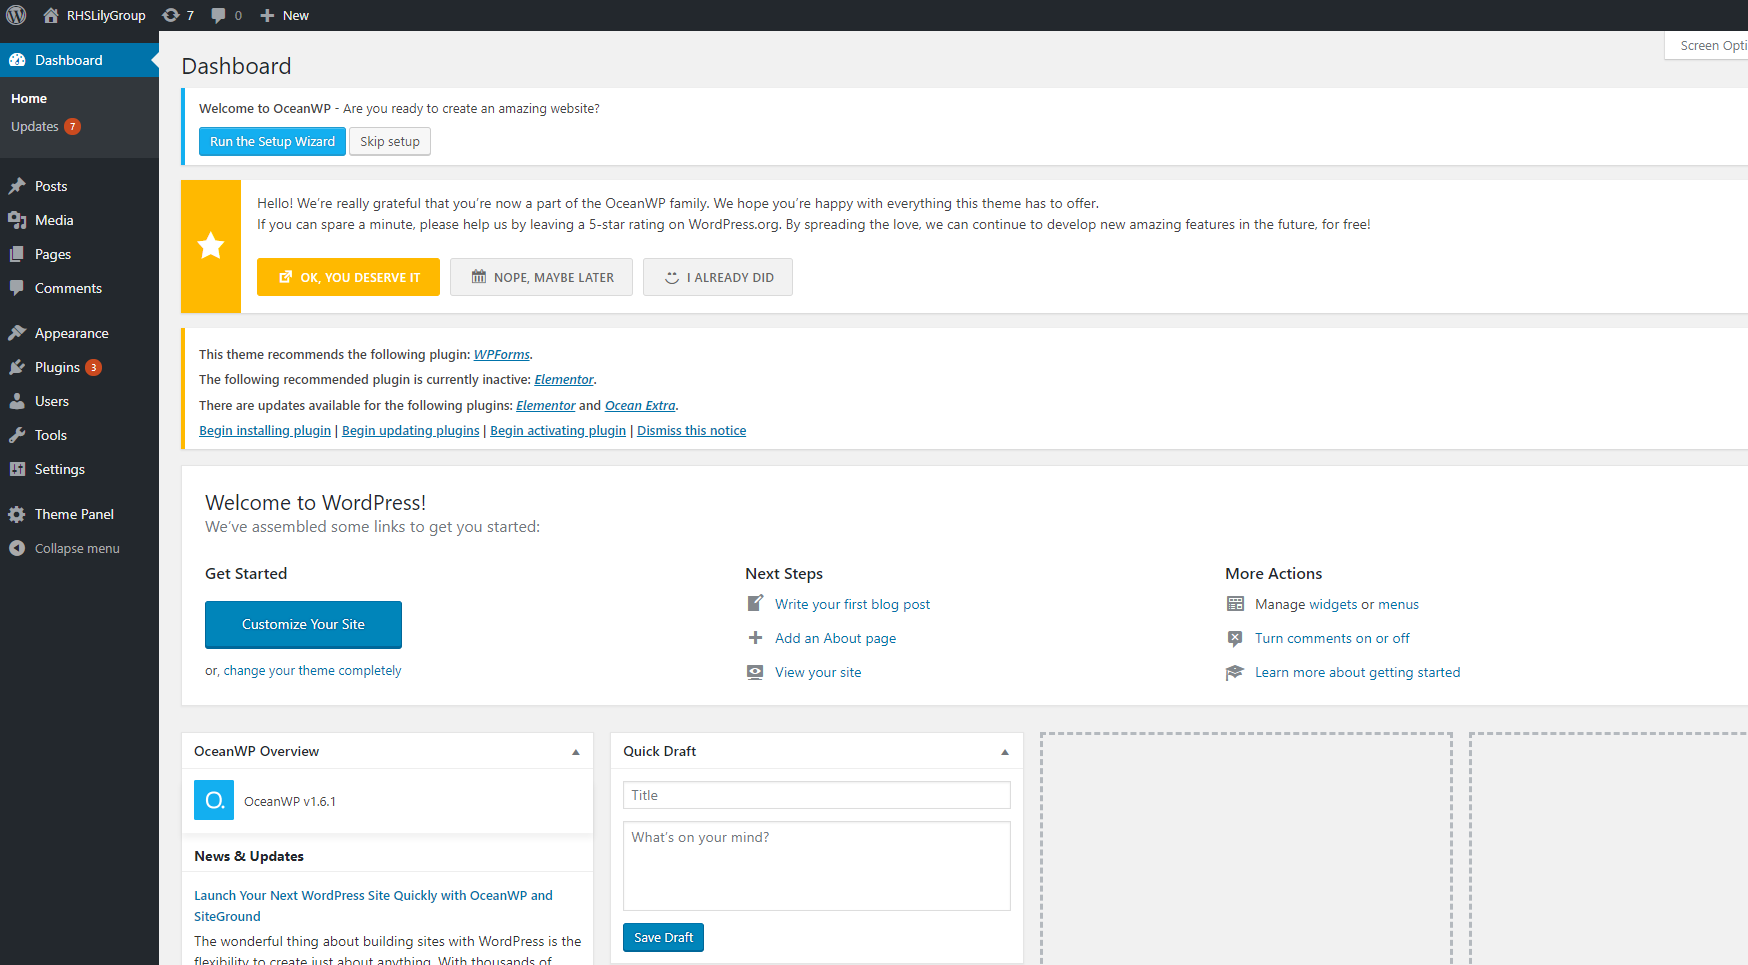 RHSLilyGroup 7 0 New
Dashboard
Home
Updates 7
Posts
Media
Pages
Comments
Appearance
Plugins 3
Users
Tools
Settings
Theme Panel
Collapse menu
Screen Opti
Dashboard
Welcome to OceanWP - Are you ready to create an amazing website?
Run the Setup Wizard Skip setup
Hello! We're really grateful that you're now a part of the OceanWP family. We hope you're happy with everything this theme has to offer.
If you can spare a minute, please help us by leaving a 5-star rating on WordPress.org. By spreading the love, we can continue to develop new amazing features in the future, for free!
OK, YOU DESERVE IT NOPE, MAYBE LATER I ALREADY DID
This theme recommends the following plugin: WPForms.
The following recommended plugin is currently inactive: Elementor.
There are updates available for the following plugins: Elementor and Ocean Extra.
Begin installing plugin | Begin updating plugins | Begin activating plugin | Dismiss this notice
Welcome to WordPress!
We've assembled some links to get you started:
Get Started
Customize Your Site
or, change your theme completely
Next Steps
Write your first blog post
Add an About page
View your site
More Actions
Manage widgets or menus
Turn comments on or off
Learn more about getting started
OceanWP Overview
O.
OceanWP v1.6.1
News & Updates
Launch Your Next WordPress Site Quickly with OceanWP and
SiteGround
The wonderful thing about building sites with WordPress is the
flexibility to create just about anything. With thousands of
Quick Draft
Title
What's on your mind?
Save Draft